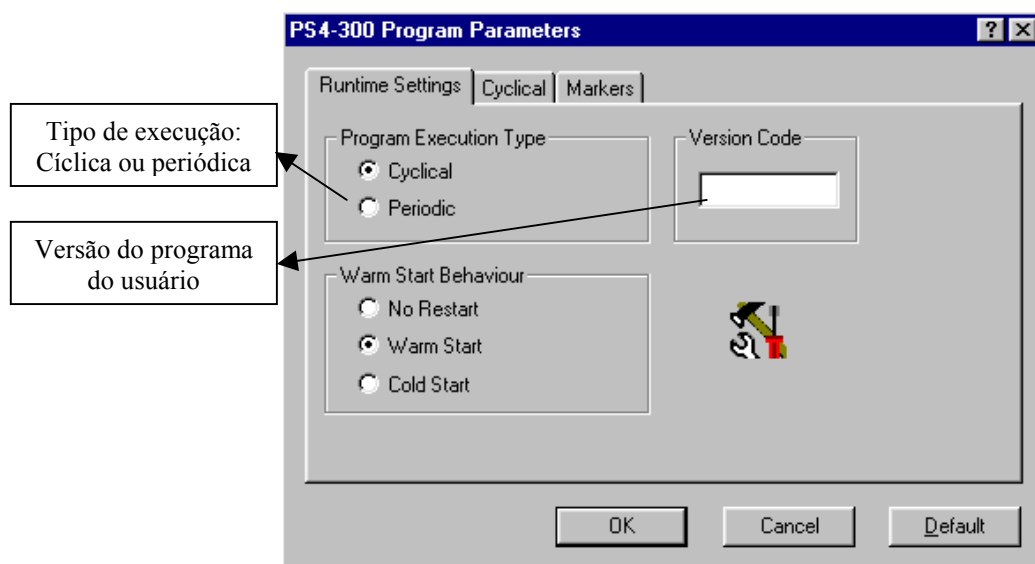 PS4-300 Program Parameters
?
Runtime Settings
Cyclical
Markers
Tipo de execução:
Cíclica ou periódica
Program Execution Type
Cyclical
Periodic
Version Code
Versão do programa
do usuário
Warm Start Behaviour
No Restart
Warm Start
Cold Start
OK
Cancel
Default